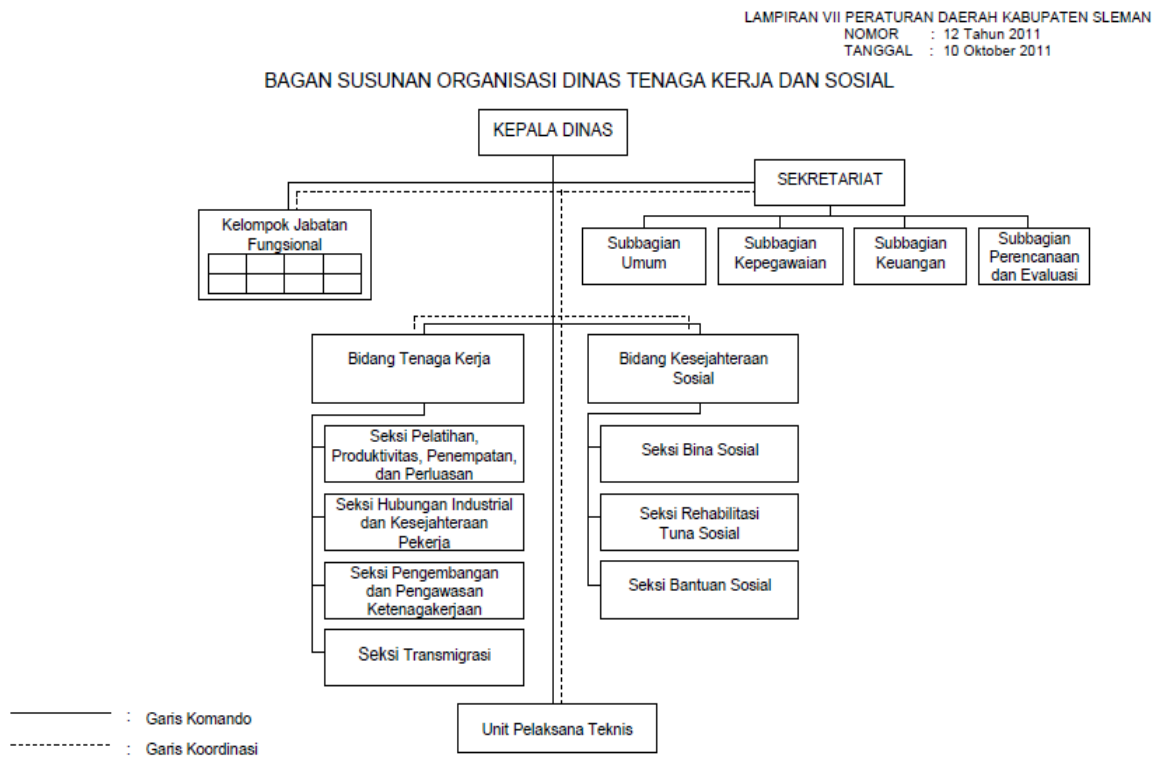 LAMPIRAN VII PERATURAN DAERAH KABUPATEN SLEMAN
NOMOR : 12 Tahun 2011
TANGGAL : 10 Oktober 2011
BAGAN SUSUNAN ORGANISASI DINAS TENAGA KERJA DAN SOSIAL
KEPALA DINAS
SEKRETARIAT
Kelompok Jabatan
Fungsional
Subbagian
Umum
Subbagian
Kepegawaian
Subbagian
Keuangan
Subbagian
Perencanaan
dan Evaluasi
Bidang Tenaga Kerja
Bidang Kesejahteraan
Sosial
Seksi Pelatihan,
Produktivitas, Penempatan,
dan Perluasan
Seksi Hubungan Industrial
dan Kesejahteraan
Pekerja
Seksi Pengembangan
dan Pengawasan
Ketenagakerjaan
Seksi Transmigrasi
Seksi Bina Sosial
Seksi Rehabilitasi
Tuna Sosial
Seksi Bantuan Sosial
Unit Pelaksana Teknis
: Garis Komando
: Garis Koordinasi